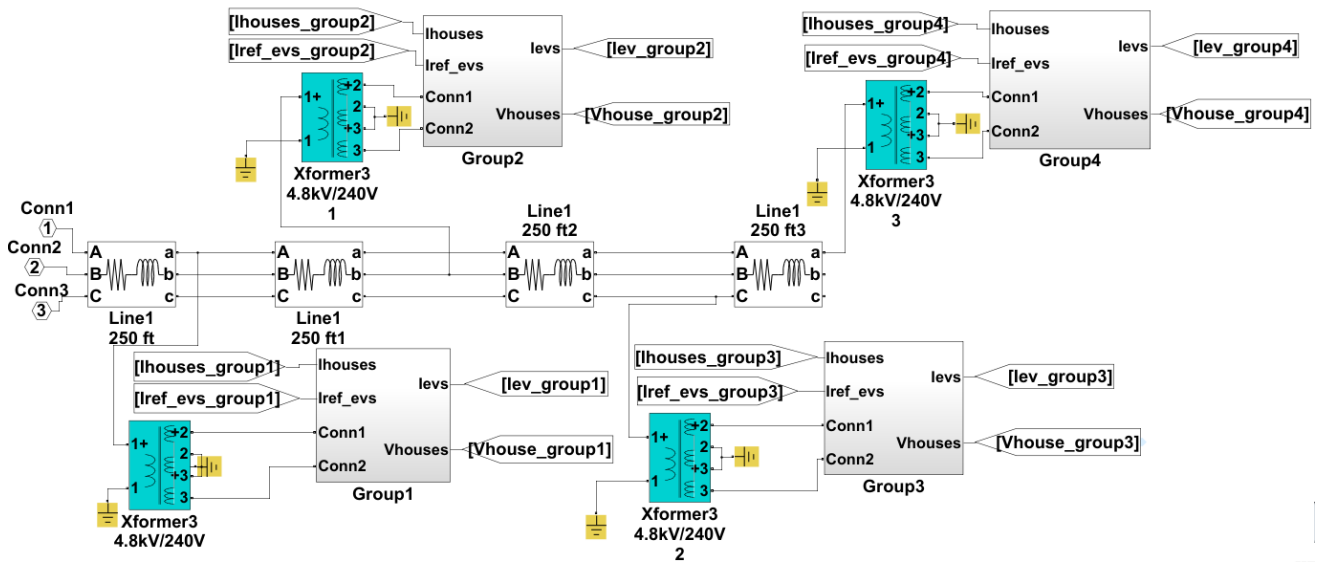 [Ihouses_group2]
[Iref_evs_group2]
Ihouses
Iref_evs
Conn1
Conn2
Ievs
Vhouses
[Iev_group2]
[Vhouse_group2]
Group2
1+
1
+2
2
+3
3
Xformer3
4.8kV/240V
1
[Ihouses_group4]
[Iref_evs_group4]
Ihouses
Iref_evs
Conn1
Conn2
Ievs
Vhouses
[Iev_group4]
[Vhouse_group4]
Group4
1+
1
+2
2
+3
3
Xformer3
4.8kV/240V
3
Conn1
1
Conn2
2
Conn3
3
A
B
C
a
b
c
Line1
250 ft
A
B
C
a
b
c
Line1
250 ft1
Line1
250 ft2
A
B
C
a
b
c
Line1
250 ft3
A
B
C
a
b
c
[Ihouses_group1]
[Iref_evs_group1]
Ihouses
Iref_evs
Conn1
Conn2
Ievs
Vhouses
[Iev_group1]
[Vhouse_group1]
Group1
1+
1
+2
2
+3
3
Xformer3
4.8kV/240V
[Ihouses_group3]
[Iref_evs_group3]
Ihouses
Iref_evs
Conn1
Conn2
Ievs
Vhouses
[Iev_group3]
[Vhouse_group3]
Group3
1+
1
+2
2
+3
3
Xformer3
4.8kV/240V
2